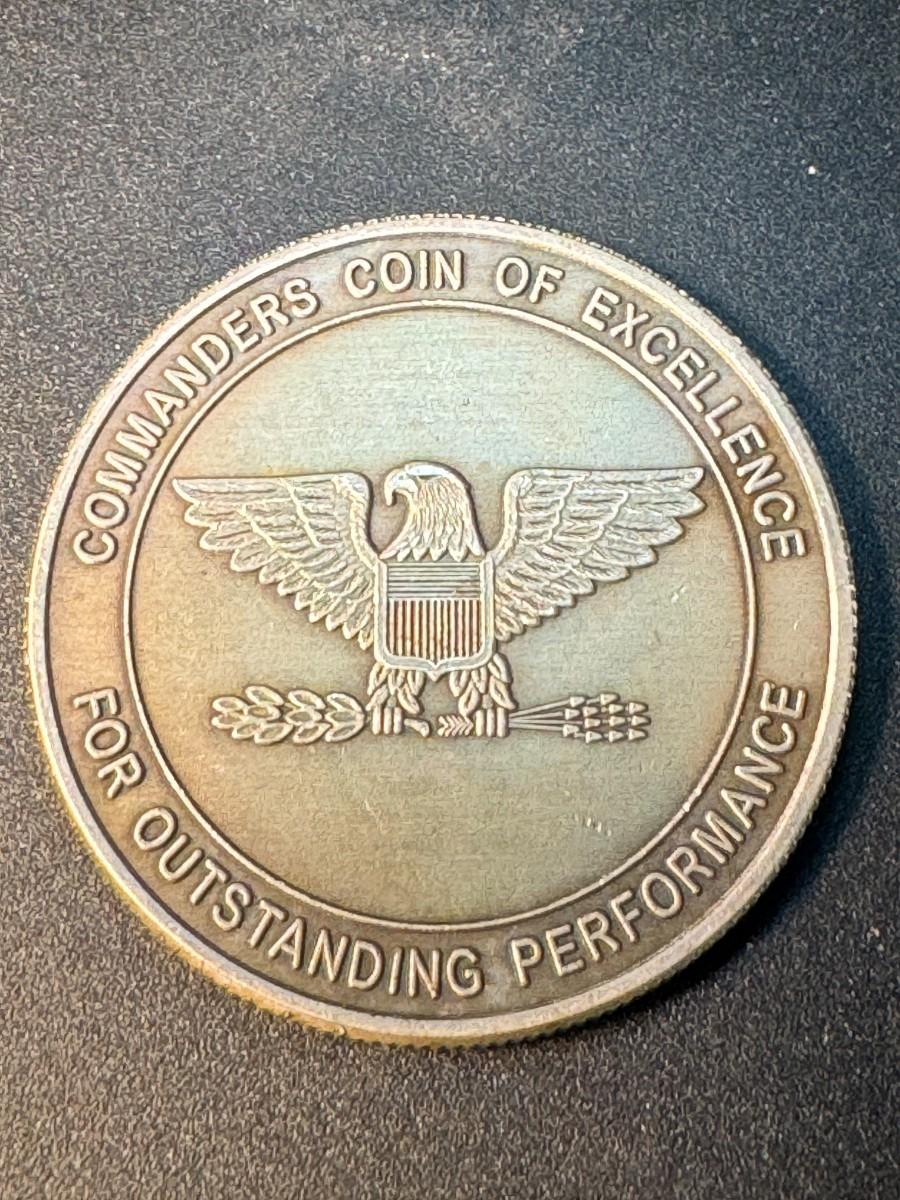 COMMANDERS COIN OF EXCELLENCE
FOR OUTSTANDING PERFORMANCE